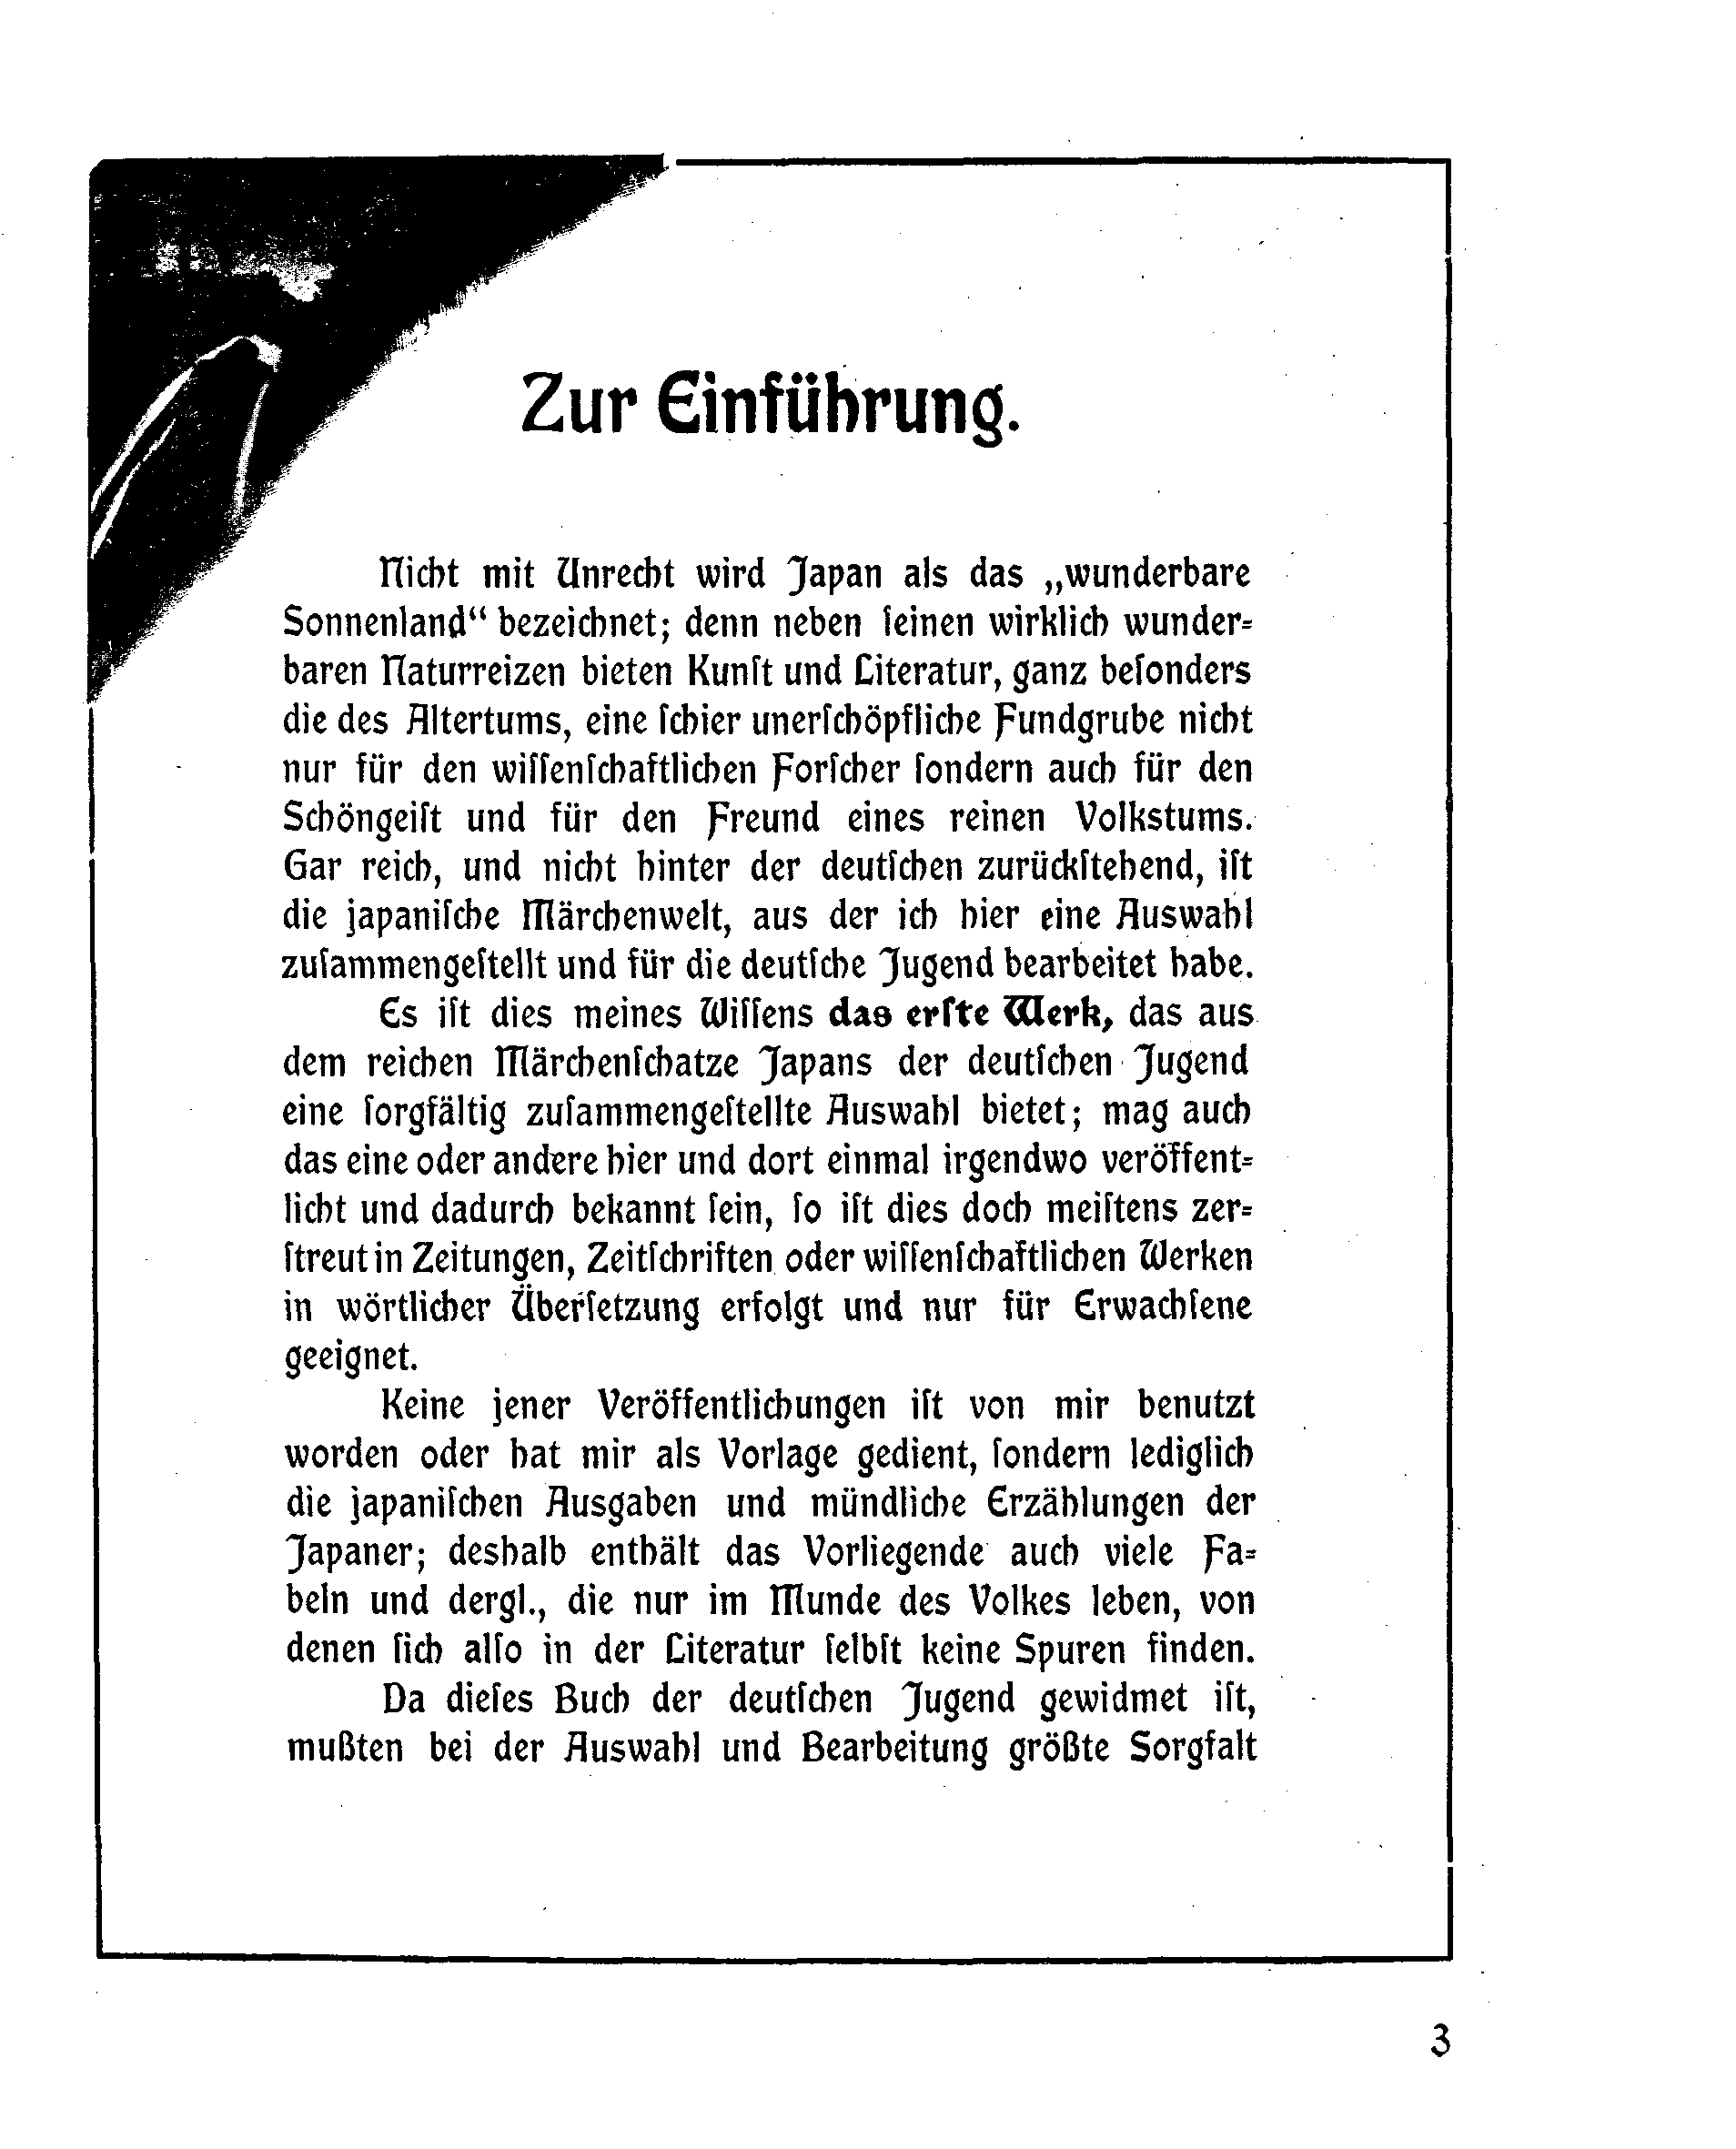 Zur Einführung.
Nicht mit Unrecht wird Japan als das „wunderbare
Sonnenland“ bezeichnet; denn neben ſeinen wirklich wunder-
baren Naturreizen bieten Kunſt und Literatur, ganz beſonders
die des Altertums, eine ſchier unerſchöpfliche Fundgrube nicht
nur für den wiſſenſchaftlichen Forſcher ſondern auch für den
Schöngeiſt und für den Freund eines reinen Volkstums.
Gar reich, und nicht hinter der deutſchen zurückſtehend, iſt
die japaniſche Märchenwelt, aus der ich hier eine Auswahl
zuſammengeſtellt und für die deutſche Jugend bearbeitet habe.
Es iſt dies meines Wiſſens das erſte Werk, das aus
dem reichen Märchenſchatze Japans der deutſchen Jugend
eine ſorgfältig zuſammengeſtellte Auswahl bietet; mag auch
das eine oder andere hier und dort einmal irgendwo veröffent-
licht und dadurch bekannt ſein, ſo iſt dies doch meiſtens zer-
ſtreut in Zeitungen, Zeitſchriften oder wiſſenſchaftlichen Werken
in wörtlicher Überſetzung erfolgt und nur für Erwachſene
geeignet.
Keine jener Veröffentlichungen iſt von mir benutzt
worden oder hat mir als Vorlage gedient, ſondern lediglich
die japaniſchen Ausgaben und mündliche Erzählungen der
Japaner; deshalb enthält das Vorliegende auch viele Fa-
beln und dergl., die nur im Munde des Volkes leben, von
denen ſich alſo in der Literatur ſelbſt keine Spuren finden.
Da dieſes Buch der deutſchen Jugend gewidmet iſt,
mußten bei der Auswahl und Bearbeitung größte Sorgfalt
3